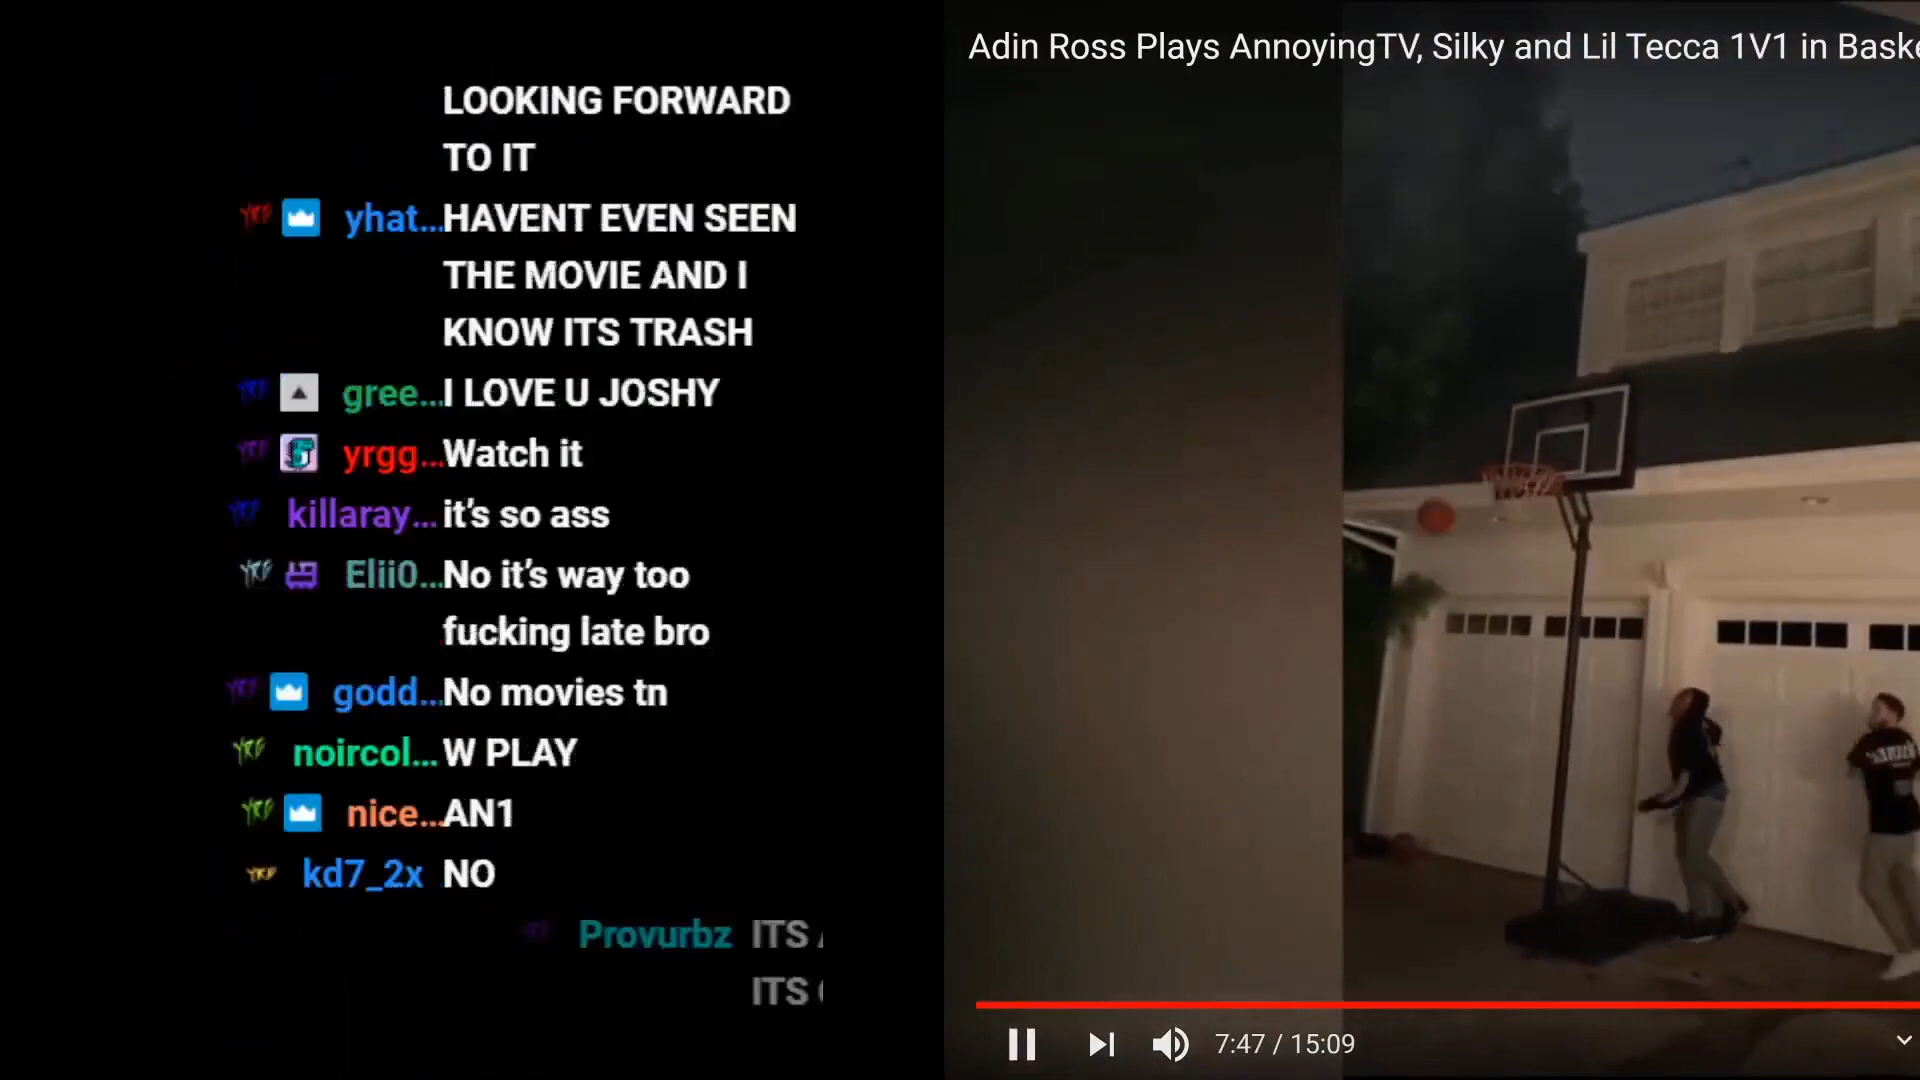 Adin Ross Plays AnnoyingTV, Silky and Lil Tecca 1V1 in Baske
LOOKING FORWARD
TO IT
yhat...HAVENT EVEN SEEN
THE MOVIE AND I
KNOW ITS TRASH
gree...I LOVE U JOSHY
yrgg...Watch it
killaray...it's so ass
Elii0...No it's way too
fucking late bro
godd...No movies tn
noircol...W PLAY
nice...AN1
kd7_2x NO
Provurbz ITS
ITS
7:47 / 15:09